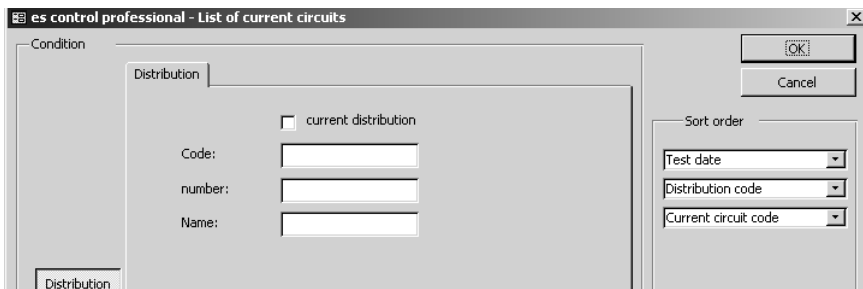 es control professional - List of current circuits
Condition
OK
Cancel
Distribution
current distribution
Code:
number:
Name:
Sort order
Test date
Distribution code
Current circuit code
Distribution